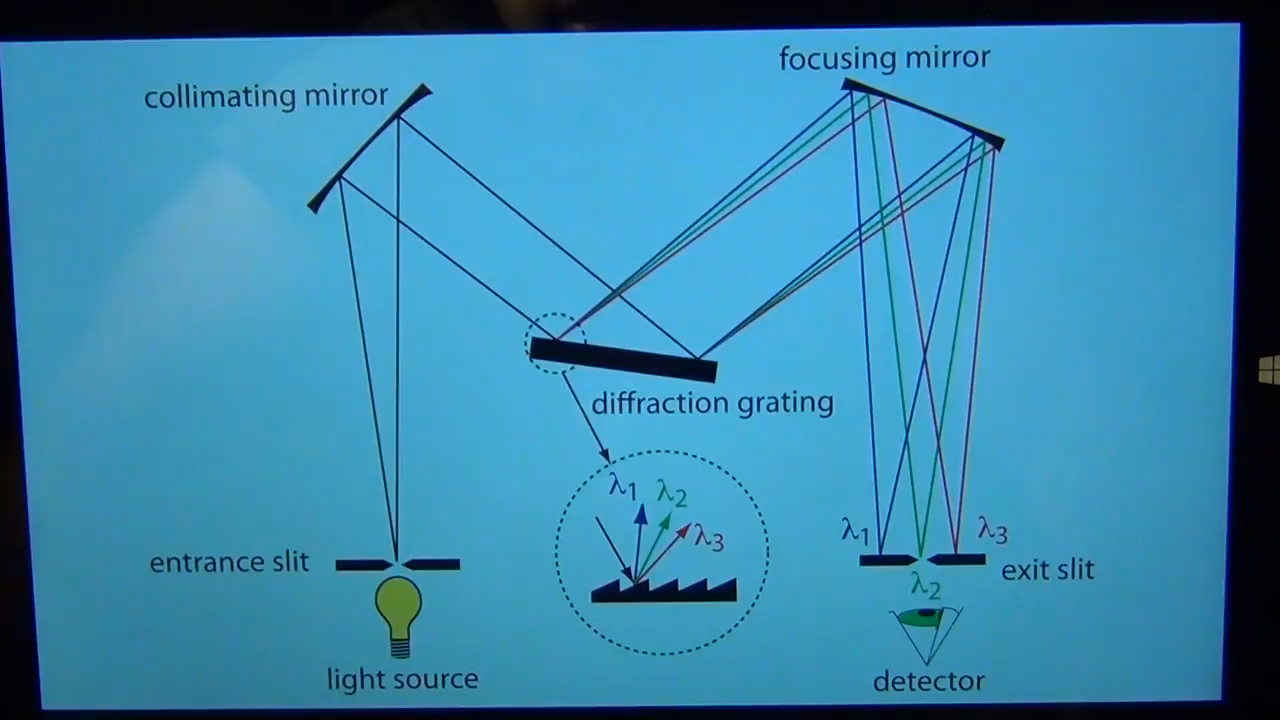 focusing mirror
collimating mirror
diffraction grating
λ1
λ2
λ3
λ1
λ3
entrance slit
exit slit
λ2
light source
detector